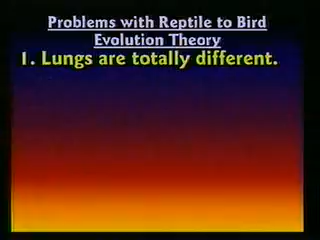 Problems with Reptile to Bird
Evolution Theory
1. Lungs are totally different.